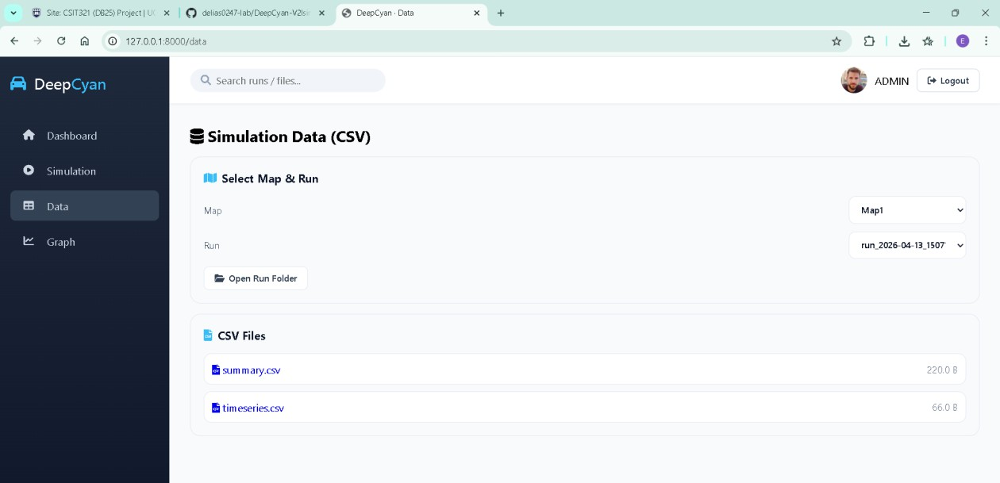 Site: CSIT321 (DB25) Project | U
delias0247-lab/DeepCyan-V2Isi
DeepCyan · Data
127.0.0.1:8000/data
E
DeepCyan
Search runs / files...
ADMIN
Logout
Dashboard
Simulation
Data
Graph
Simulation Data (CSV)
Select Map & Run
Map
Map1
Run
run_2026-04-13_1507
Open Run Folder
CSV Files
summary.csv
220.0 B
timeseries.csv
66.0 B